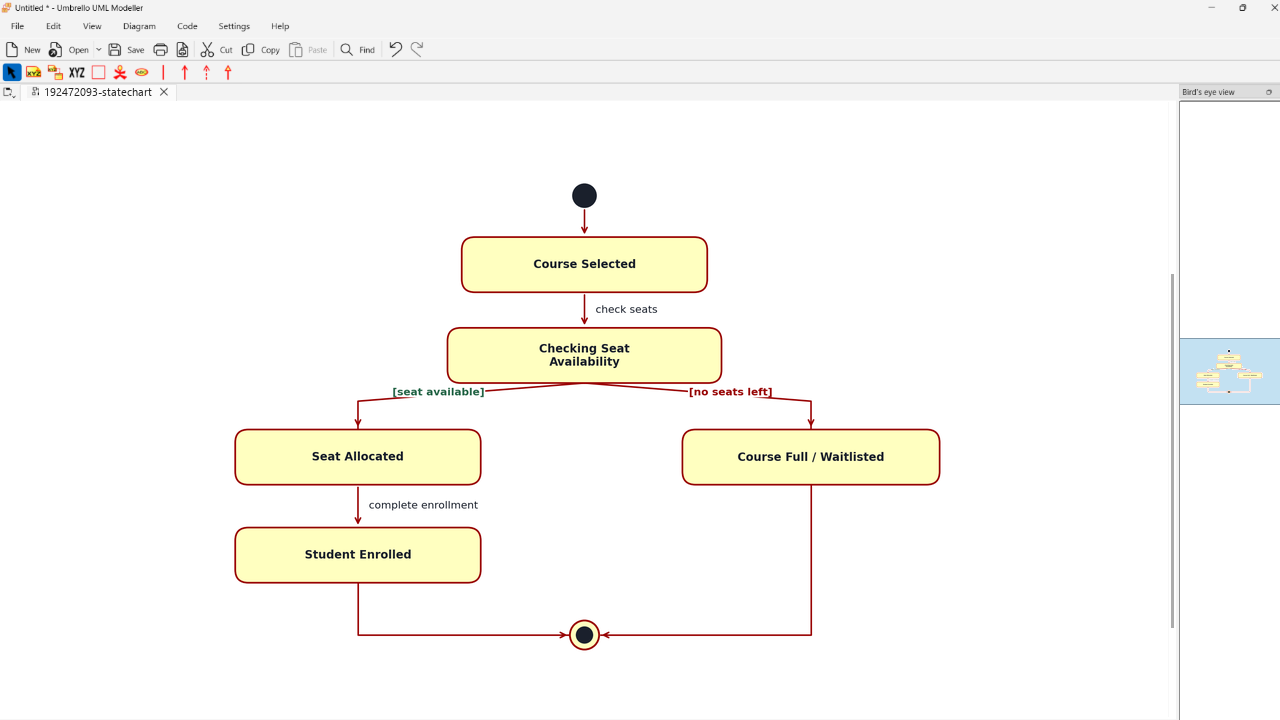 Untitled * - Umbrello UML Modeller
File Edit View Diagram Code Settings Help
New Open Save Cut Copy Paste Find
XYZ XYZ
192472093-statechart
Bird's eye view
Course Selected
check seats
Checking Seat
Availability
[seat available] [no seats left]
Seat Allocated
Course Full / Waitlisted
complete enrollment
Student Enrolled